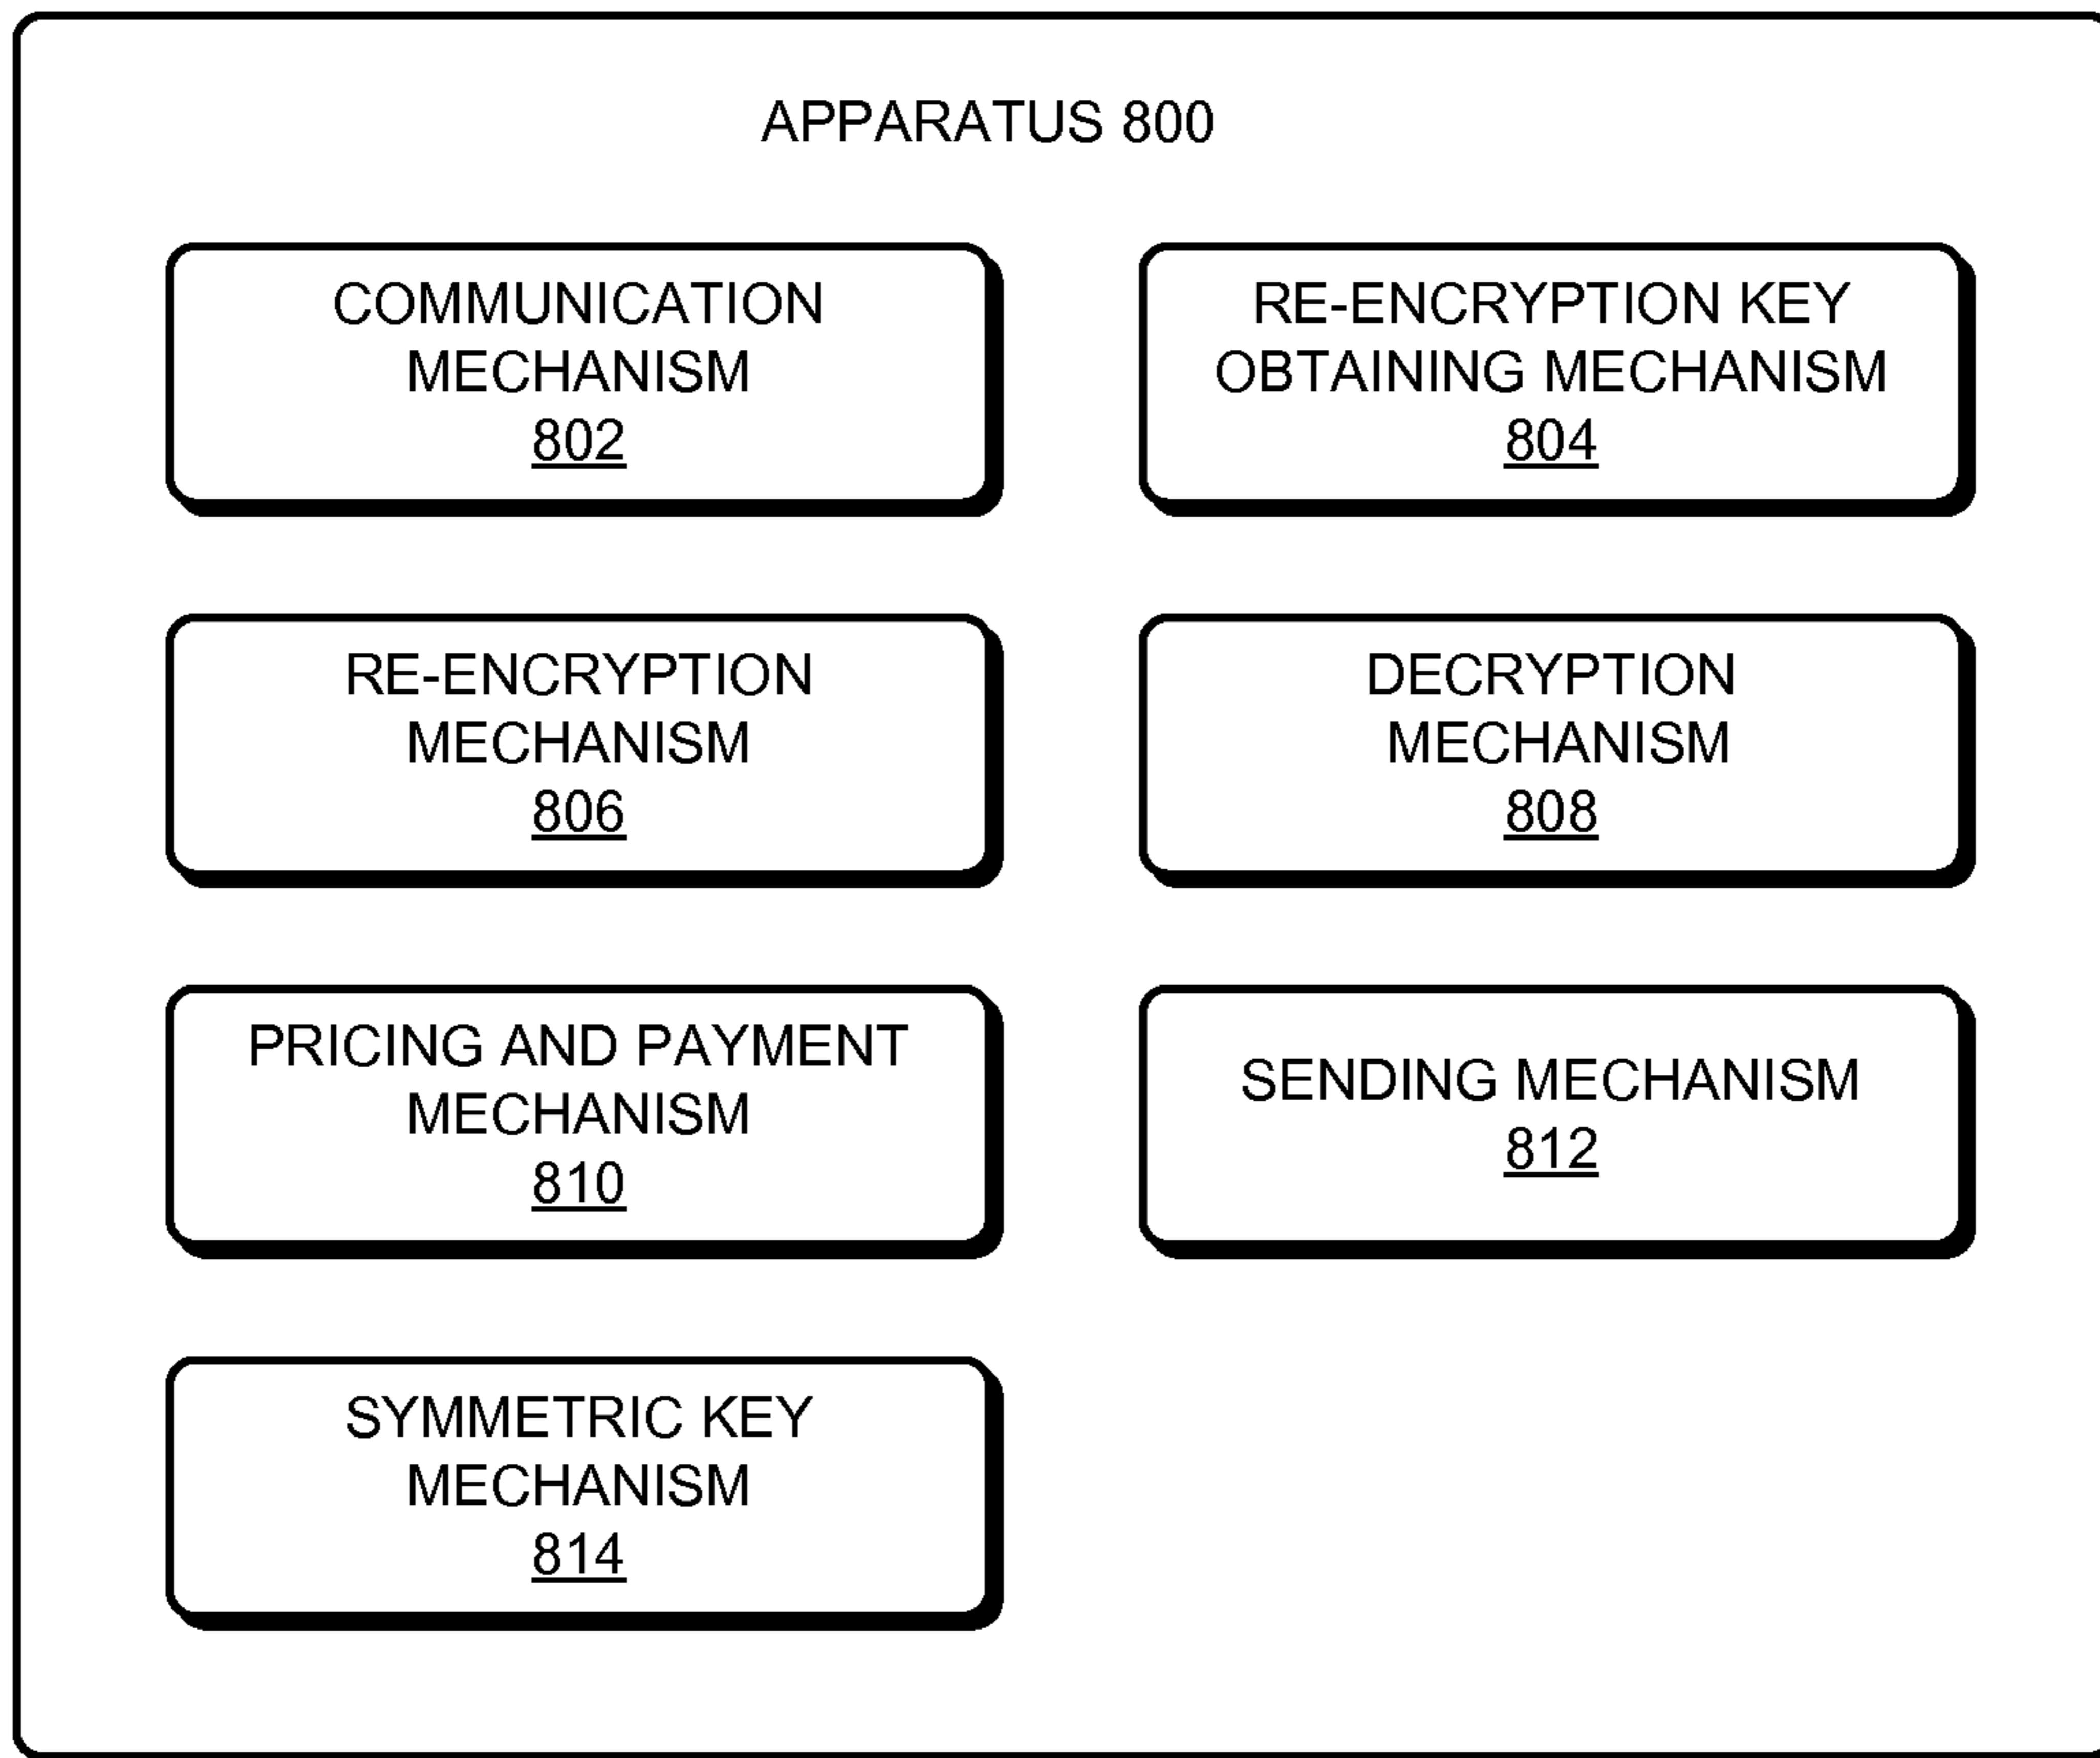 APPARATUS 800
COMMUNICATION
MECHANISM
802
RE-ENCRYPTION KEY
OBTAINING MECHANISM
804
RE-ENCRYPTION
MECHANISM
806
DECRYPTION
MECHANISM
808
PRICING AND PAYMENT
MECHANISM
810
SENDING MECHANISM
812
SYMMETRIC KEY
MECHANISM
814